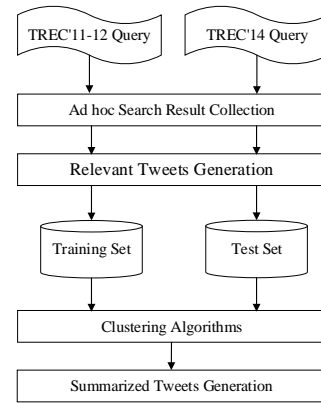 TREC'11-12 Query
TREC'14 Query
Ad hoc Search Result Collection
Relevant Tweets Generation
Training Set
Test Set
Clustering Algorithms
Summarized Tweets Generation